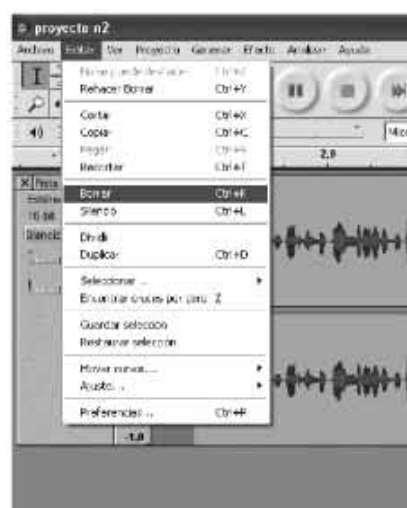 proyecto n2
Archivo Editar Ver Proyecto Generar Efecto Analizar Ayuda
Rehacer Borrar Ctrl+Y
Cortar Ctrl+X
Copiar Ctrl+C
Pegar
Recortar Ctrl+T
2,0
Borrar Ctrl+K
Silencio Ctrl+L
Dividir
Duplicar Ctrl+D
Seleccionar...
Encontrar cruces por cero Z
Guardar selección
Restaurar selección
Mover cursor...
Ajuste...
Preferencias... Ctrl+P
-1,0